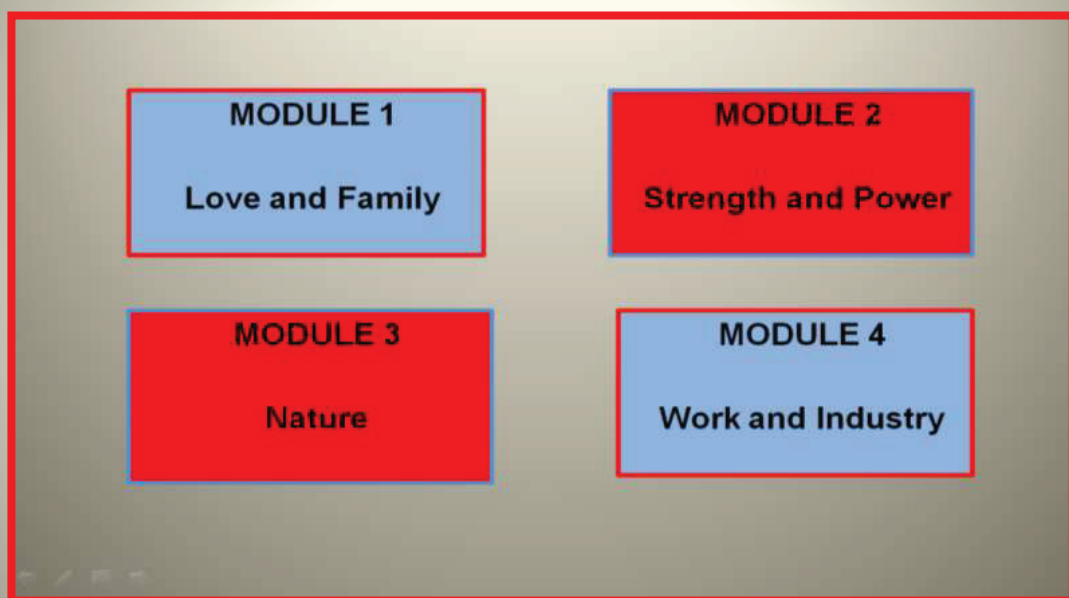 MODULE 1
Love and Family
MODULE 2
Strength and Power
MODULE 3
Nature
MODULE 4
Work and Industry